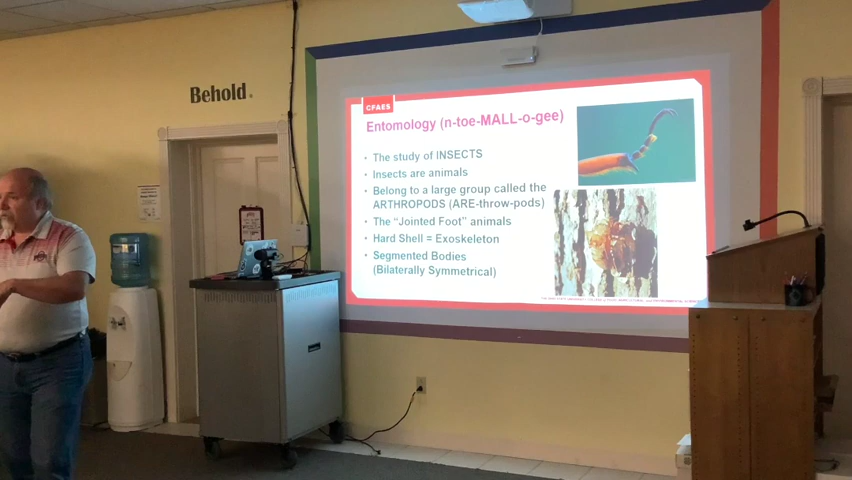 Behold.
CFAES
Entomology (n-toe-MALL-o-gee)
• The study of INSECTS
• Insects are animals
• Belong to a large group called the
ARTHROPODS (ARE-throw-pods)
• The "Jointed Foot" animals
• Hard Shell = Exoskeleton
• Segmented Bodies
(Bilaterally Symmetrical)